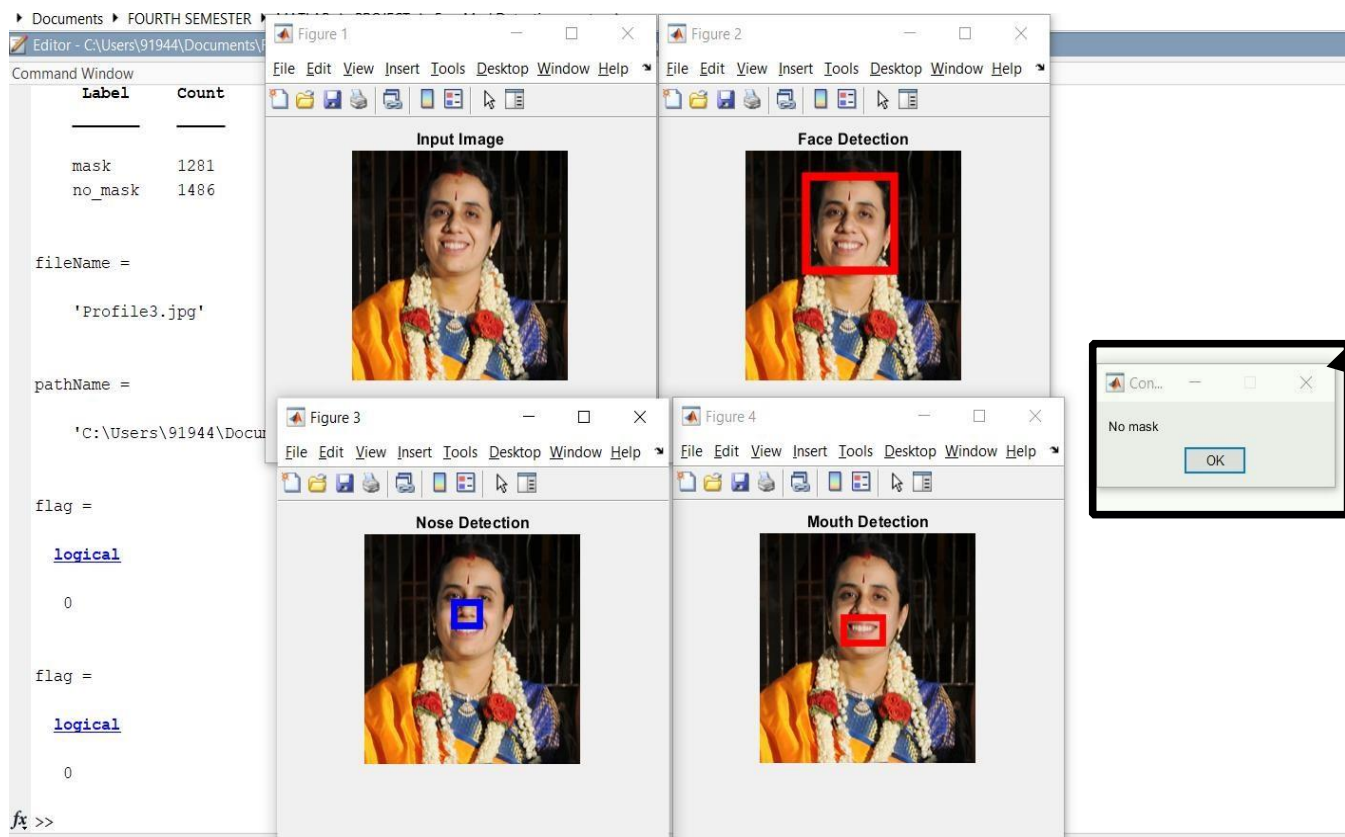 Documents ▸ FOURTH SEMESTER
Editor - C:\Users\91944\Documents\
Command Window
Label Count
mask 1281
no_mask 1486
fileName =
'Profile3.jpg'
pathName =
'C:\Users\91944\Docu
flag =
logical
0
flag =
logical
0
fx >>
Figure 1
File Edit View Insert Tools Desktop Window Help
Input Image
Figure 2
File Edit View Insert Tools Desktop Window Help
Face Detection
Figure 3
File Edit View Insert Tools Desktop Window Help
Nose Detection
Figure 4
File Edit View Insert Tools Desktop Window Help
Mouth Detection
Con...
No mask
OK